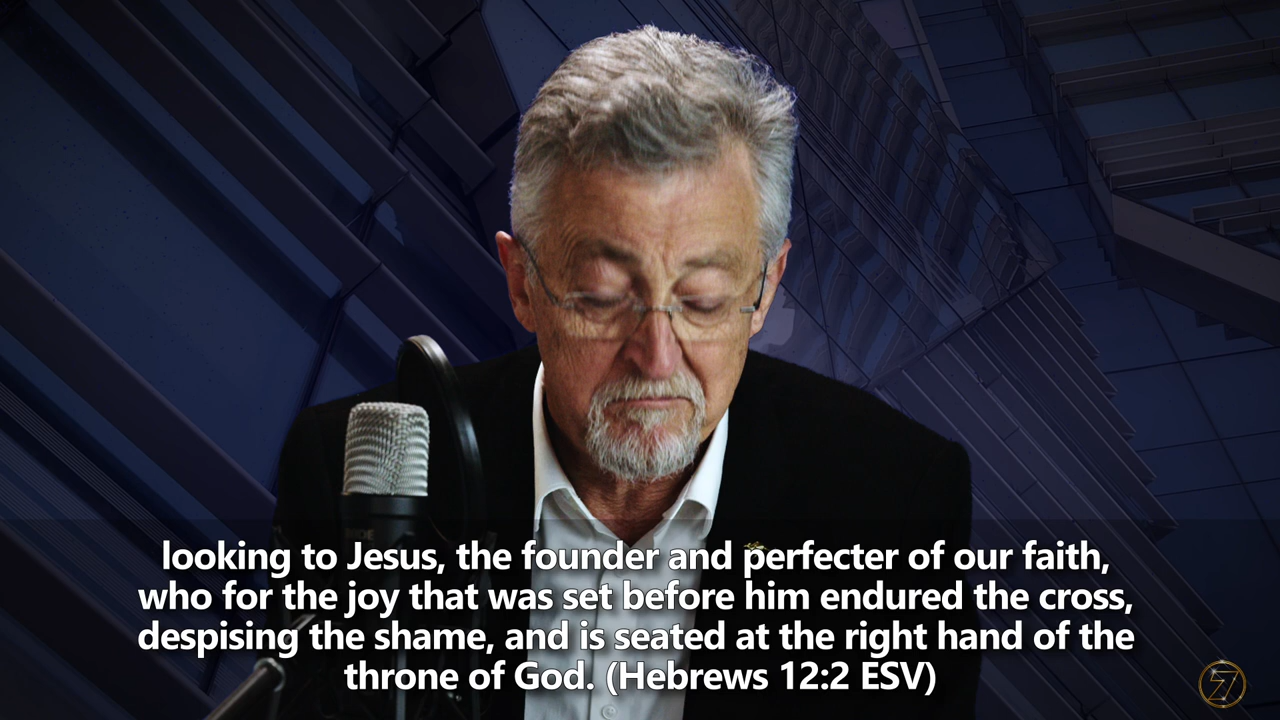 looking to Jesus, the founder and perfecter of our faith,
who for the joy that was set before him endured the cross,
despising the shame, and is seated at the right hand of the
throne of God. (Hebrews 12:2 ESV)